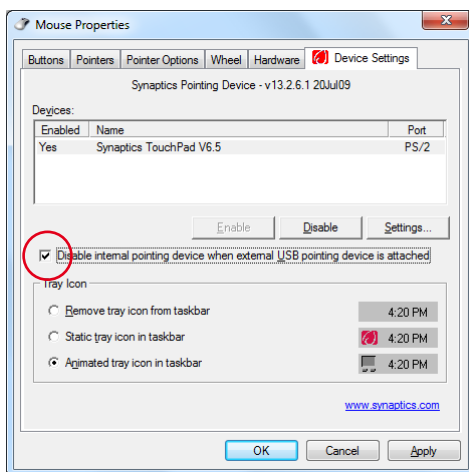 Mouse Properties
Buttons Pointers Pointer Options Wheel Hardware Device Settings
Synaptics Pointing Device - v13.2.6.1 20Jul09
Devices:
Enabled Name Port
Yes Synaptics TouchPad V6.5 PS/2
Enable Disable Settings...
Disable internal pointing device when external USB pointing device is attached
Tray Icon
Remove tray icon from taskbar 4:20 PM
Static tray icon in taskbar 4:20 PM
Animated tray icon in taskbar 4:20 PM
www.synaptics.com
OK Cancel Apply